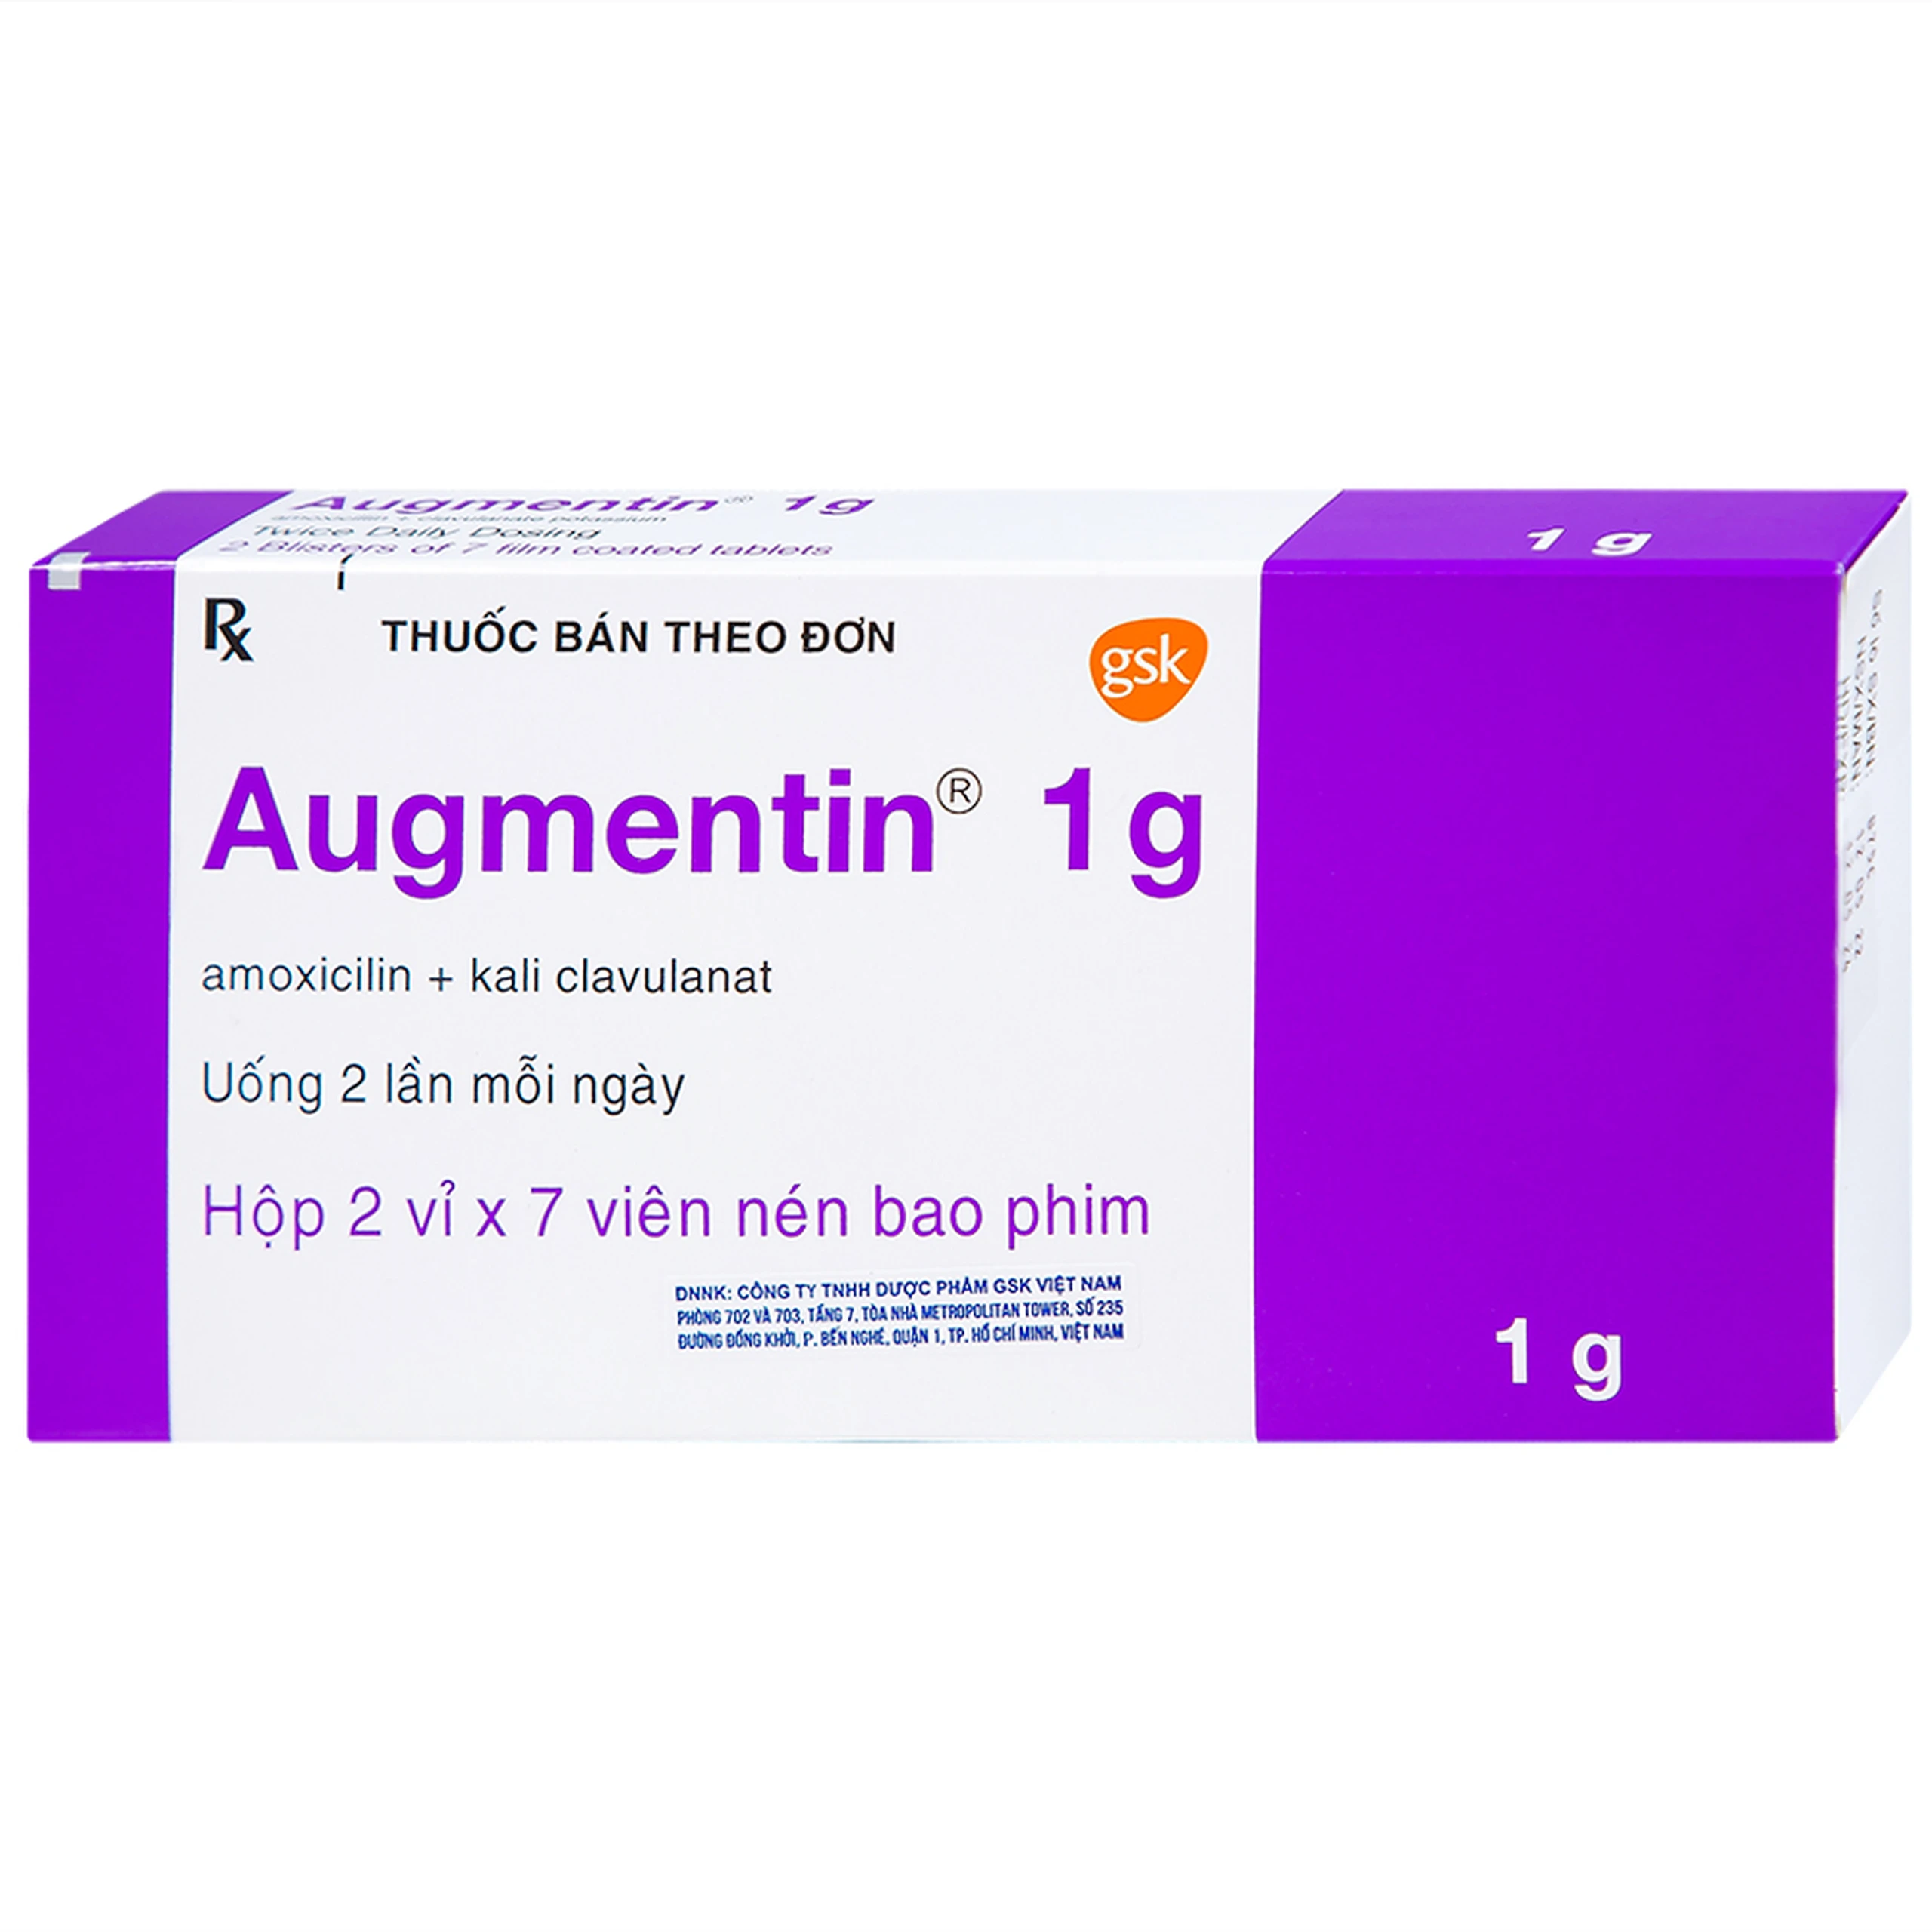 Augmentin® 1g
amoxicillin + clavulanate potassium
Twice Daily Dosing
2 Blisters of 7 film coated tablets
1 g
Rx
THUỐC BÁN THEO ĐƠN
gsk
Augmentin® 1g
amoxicilin + kali clavulanat
Uống 2 lần mỗi ngày
Hộp 2 vỉ x 7 viên nén bao phim
DNNK: CÔNG TY TNHH DƯỢC PHẨM GSK VIỆT NAM
PHÒNG 702 VÀ 703, TẦNG 7, TÒA NHÀ METROPOLITAN TOWER, SỐ 235
ĐƯỜNG ĐỒNG KHỞI, P. BẾN NGHÉ, QUẬN 1, TP. HỒ CHÍ MINH, VIỆT NAM
1 g